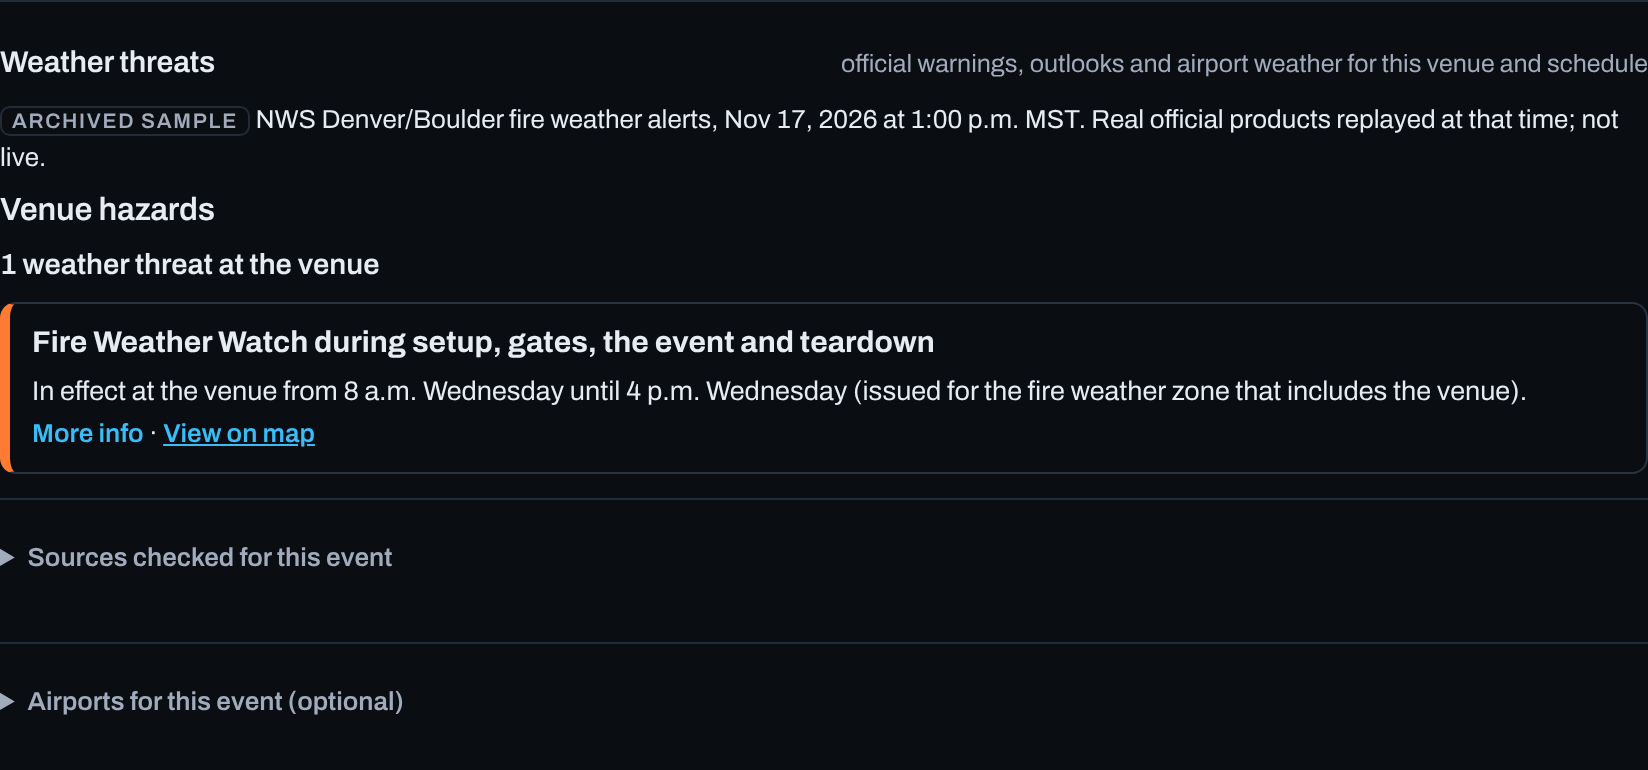 Weather threats
official warnings, outlooks and airport weather for this venue and schedule
ARCHIVED SAMPLE NWS Denver/Boulder fire weather alerts, Nov 17, 2026 at 1:00 p.m. MST. Real official products replayed at that time; not
live.
Venue hazards
1 weather threat at the venue
Fire Weather Watch during setup, gates, the event and teardown
In effect at the venue from 8 a.m. Wednesday until 4 p.m. Wednesday (issued for the fire weather zone that includes the venue).
More info · View on map
Sources checked for this event
Airports for this event (optional)